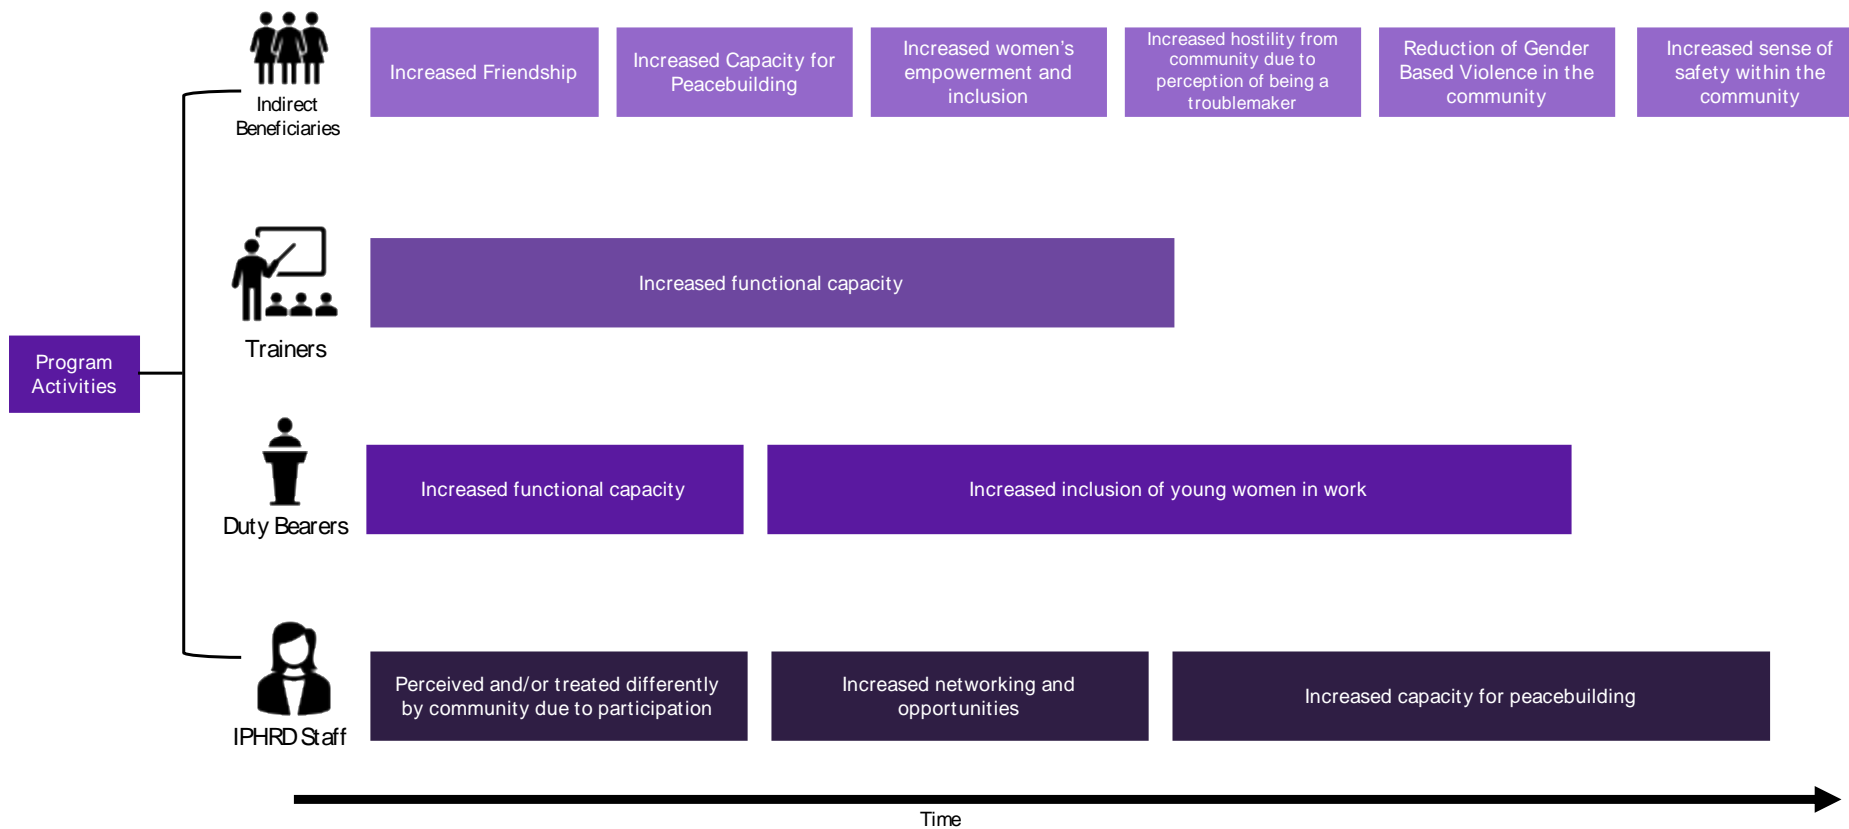 Program
Activities
Indirect
Beneficiaries
Increased Friendship
Increased Capacity for
Peacebuilding
Increased women's
empowerment and
inclusion
Increased hostility from
community due to
perception of being a
troublemaker
Reduction of Gender
Based Violence in the
community
Increased sense of
safety within the
community
Trainers
Increased functional capacity
Duty Bearers
Increased functional capacity
Increased inclusion of young women in work
IPHRD Staff
Perceived and/or treated differently
by community due to participation
Increased networking and
opportunities
Increased capacity for peacebuilding
Time